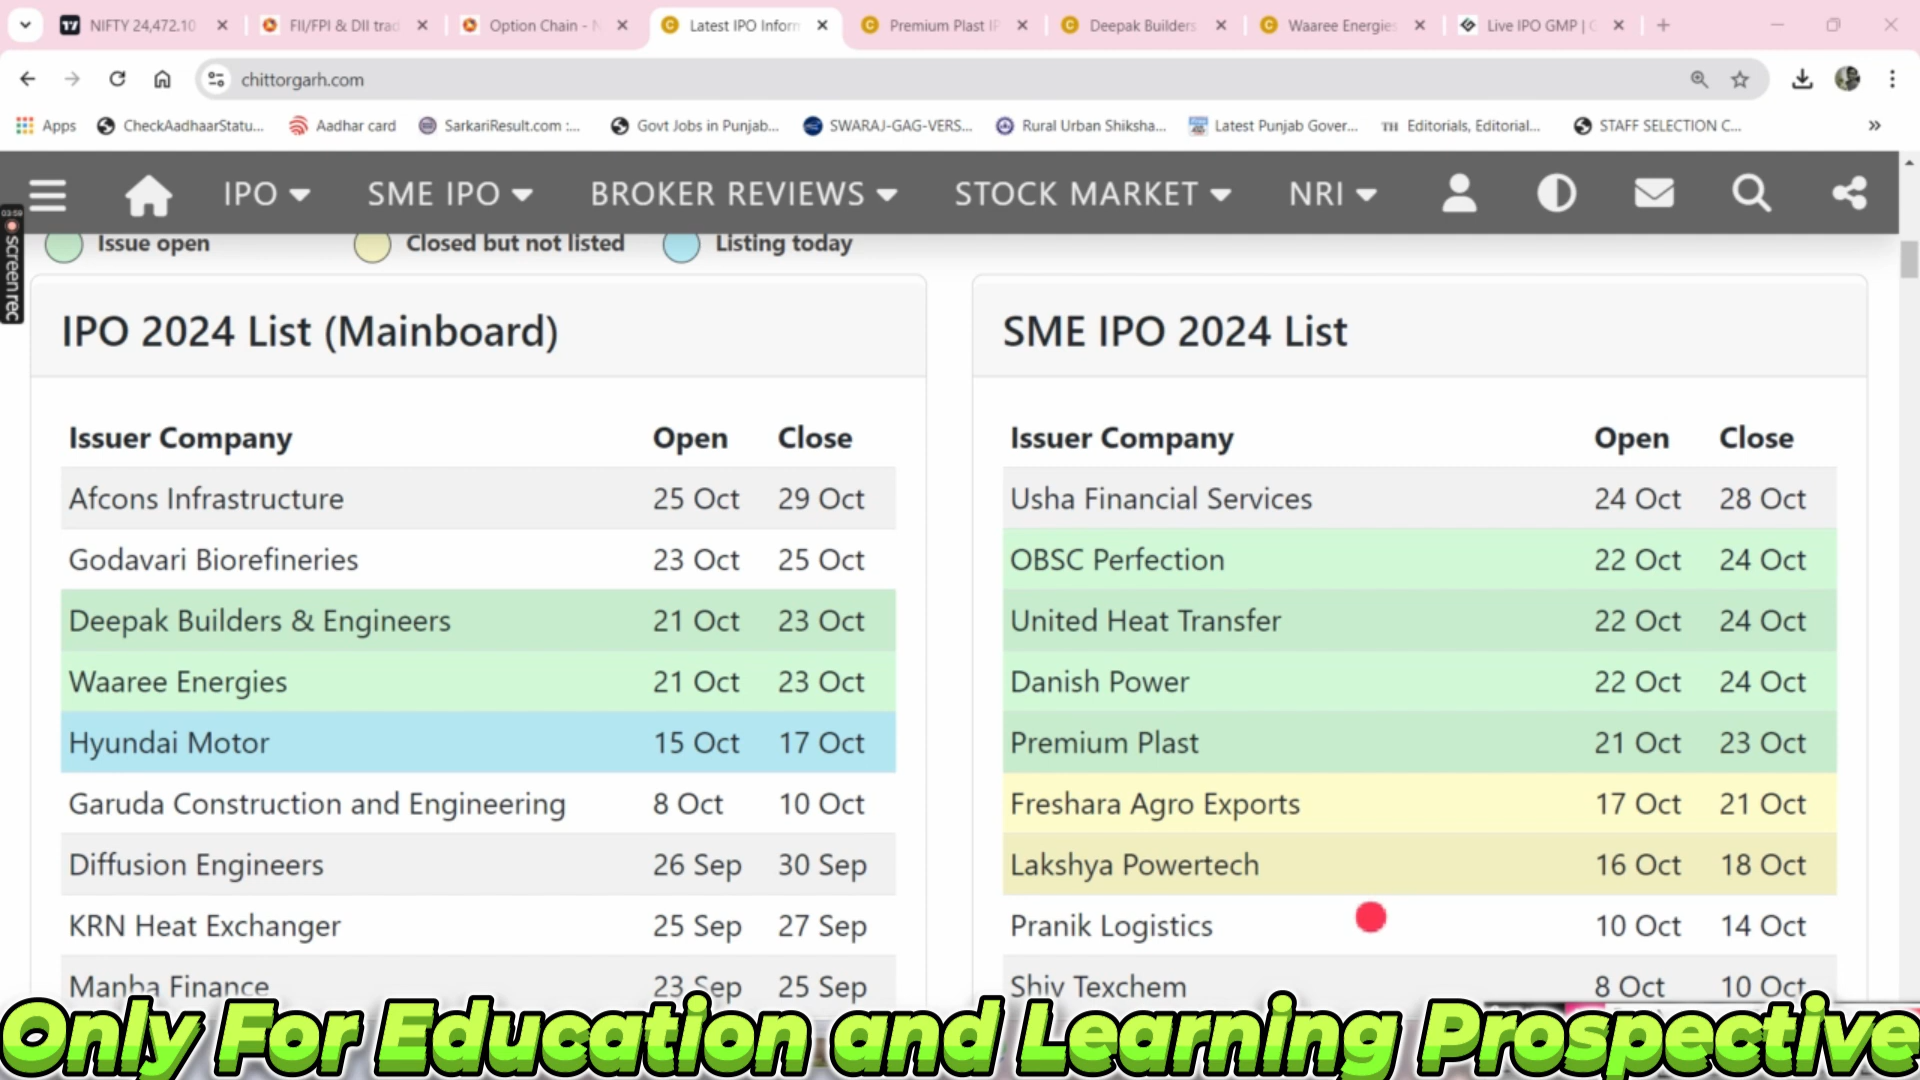 NIFTY 24,472.10
FII/FPI & DII trad
Option Chain - N
Latest IPO Inform
Premium Plast IP
Deepak Builders
Waaree Energies
Live IPO GMP | G
chittorgarh.com
Apps
CheckAadhaarStatu...
Aadhar card
SarkariResult.com :...
Govt Jobs in Punjab...
SWARAJ-GAG-VERS...
Rural Urban Shiksha...
Latest Punjab Gover...
TH Editorials, Editorial...
STAFF SELECTION C...
IPO
SME IPO
BROKER REVIEWS
STOCK MARKET
NRI
03:59
screenrec
Issue open
Closed but not listed
Listing today
IPO 2024 List (Mainboard)
Issuer Company Open Close
Afcons Infrastructure 25 Oct 29 Oct
Godavari Biorefineries 23 Oct 25 Oct
Deepak Builders & Engineers 21 Oct 23 Oct
Waaree Energies 21 Oct 23 Oct
Hyundai Motor 15 Oct 17 Oct
Garuda Construction and Engineering 8 Oct 10 Oct
Diffusion Engineers 26 Sep 30 Sep
KRN Heat Exchanger 25 Sep 27 Sep
Manba Finance 23 Sep 25 Sep
SME IPO 2024 List
Issuer Company Open Close
Usha Financial Services 24 Oct 28 Oct
OBSC Perfection 22 Oct 24 Oct
United Heat Transfer 22 Oct 24 Oct
Danish Power 22 Oct 24 Oct
Premium Plast 21 Oct 23 Oct
Freshara Agro Exports 17 Oct 21 Oct
Lakshya Powertech 16 Oct 18 Oct
Pranik Logistics 10 Oct 14 Oct
Shiv Texchem 8 Oct 10 Oct
Only For Education and Learning Prospective